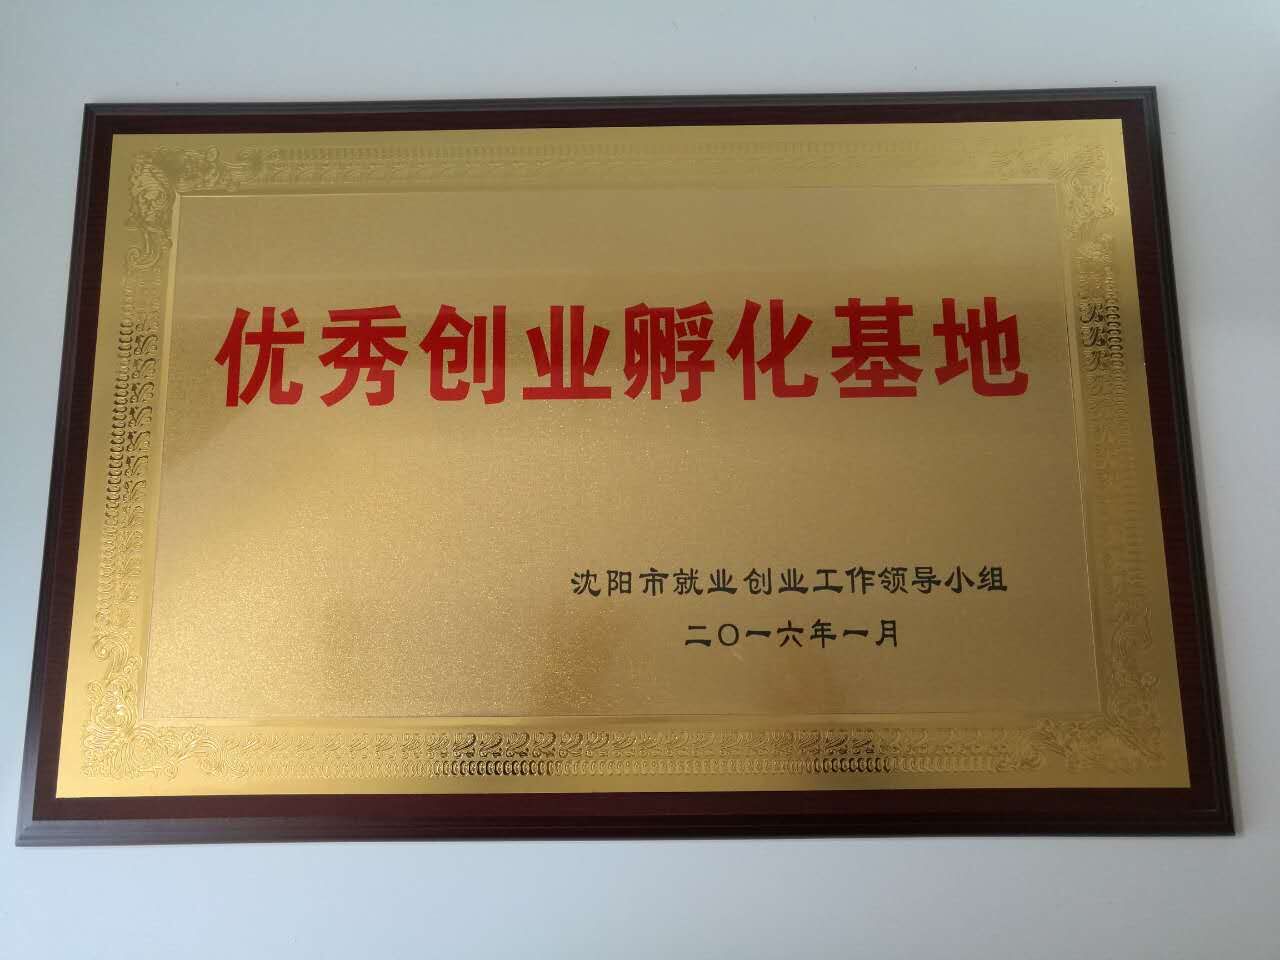 优秀创业孵化基地
沈阳市就业创业工作领导小组
二〇一六年一月